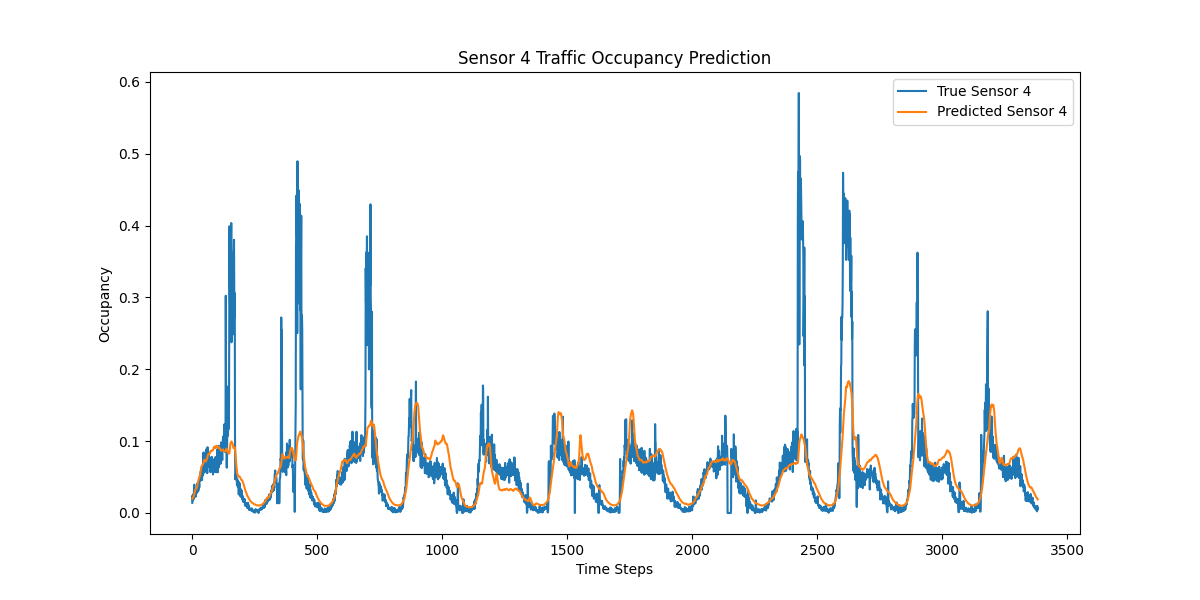 Sensor 4 Traffic Occupancy Prediction
True Sensor 4
Predicted Sensor 4
Occupancy
0.6
0.5
0.4
0.3
0.2
0.1
0.0
0 500 1000 1500 2000 2500 3000 3500
Time Steps